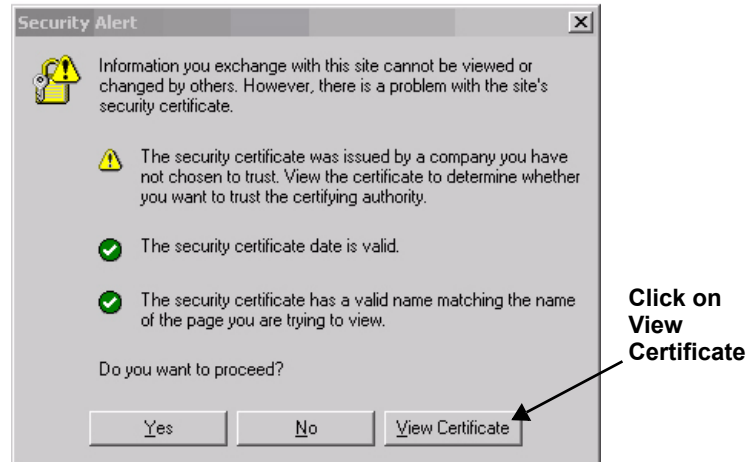 Security Alert
Information you exchange with this site cannot be viewed or
changed by others. However, there is a problem with the site's
security certificate.
The security certificate was issued by a company you have
not chosen to trust. View the certificate to determine whether
you want to trust the certifying authority.
The security certificate date is valid.
The security certificate has a valid name matching the name
of the page you are trying to view.
Do you want to proceed?
Yes
No
View Certificate
Click on
View
Certificate